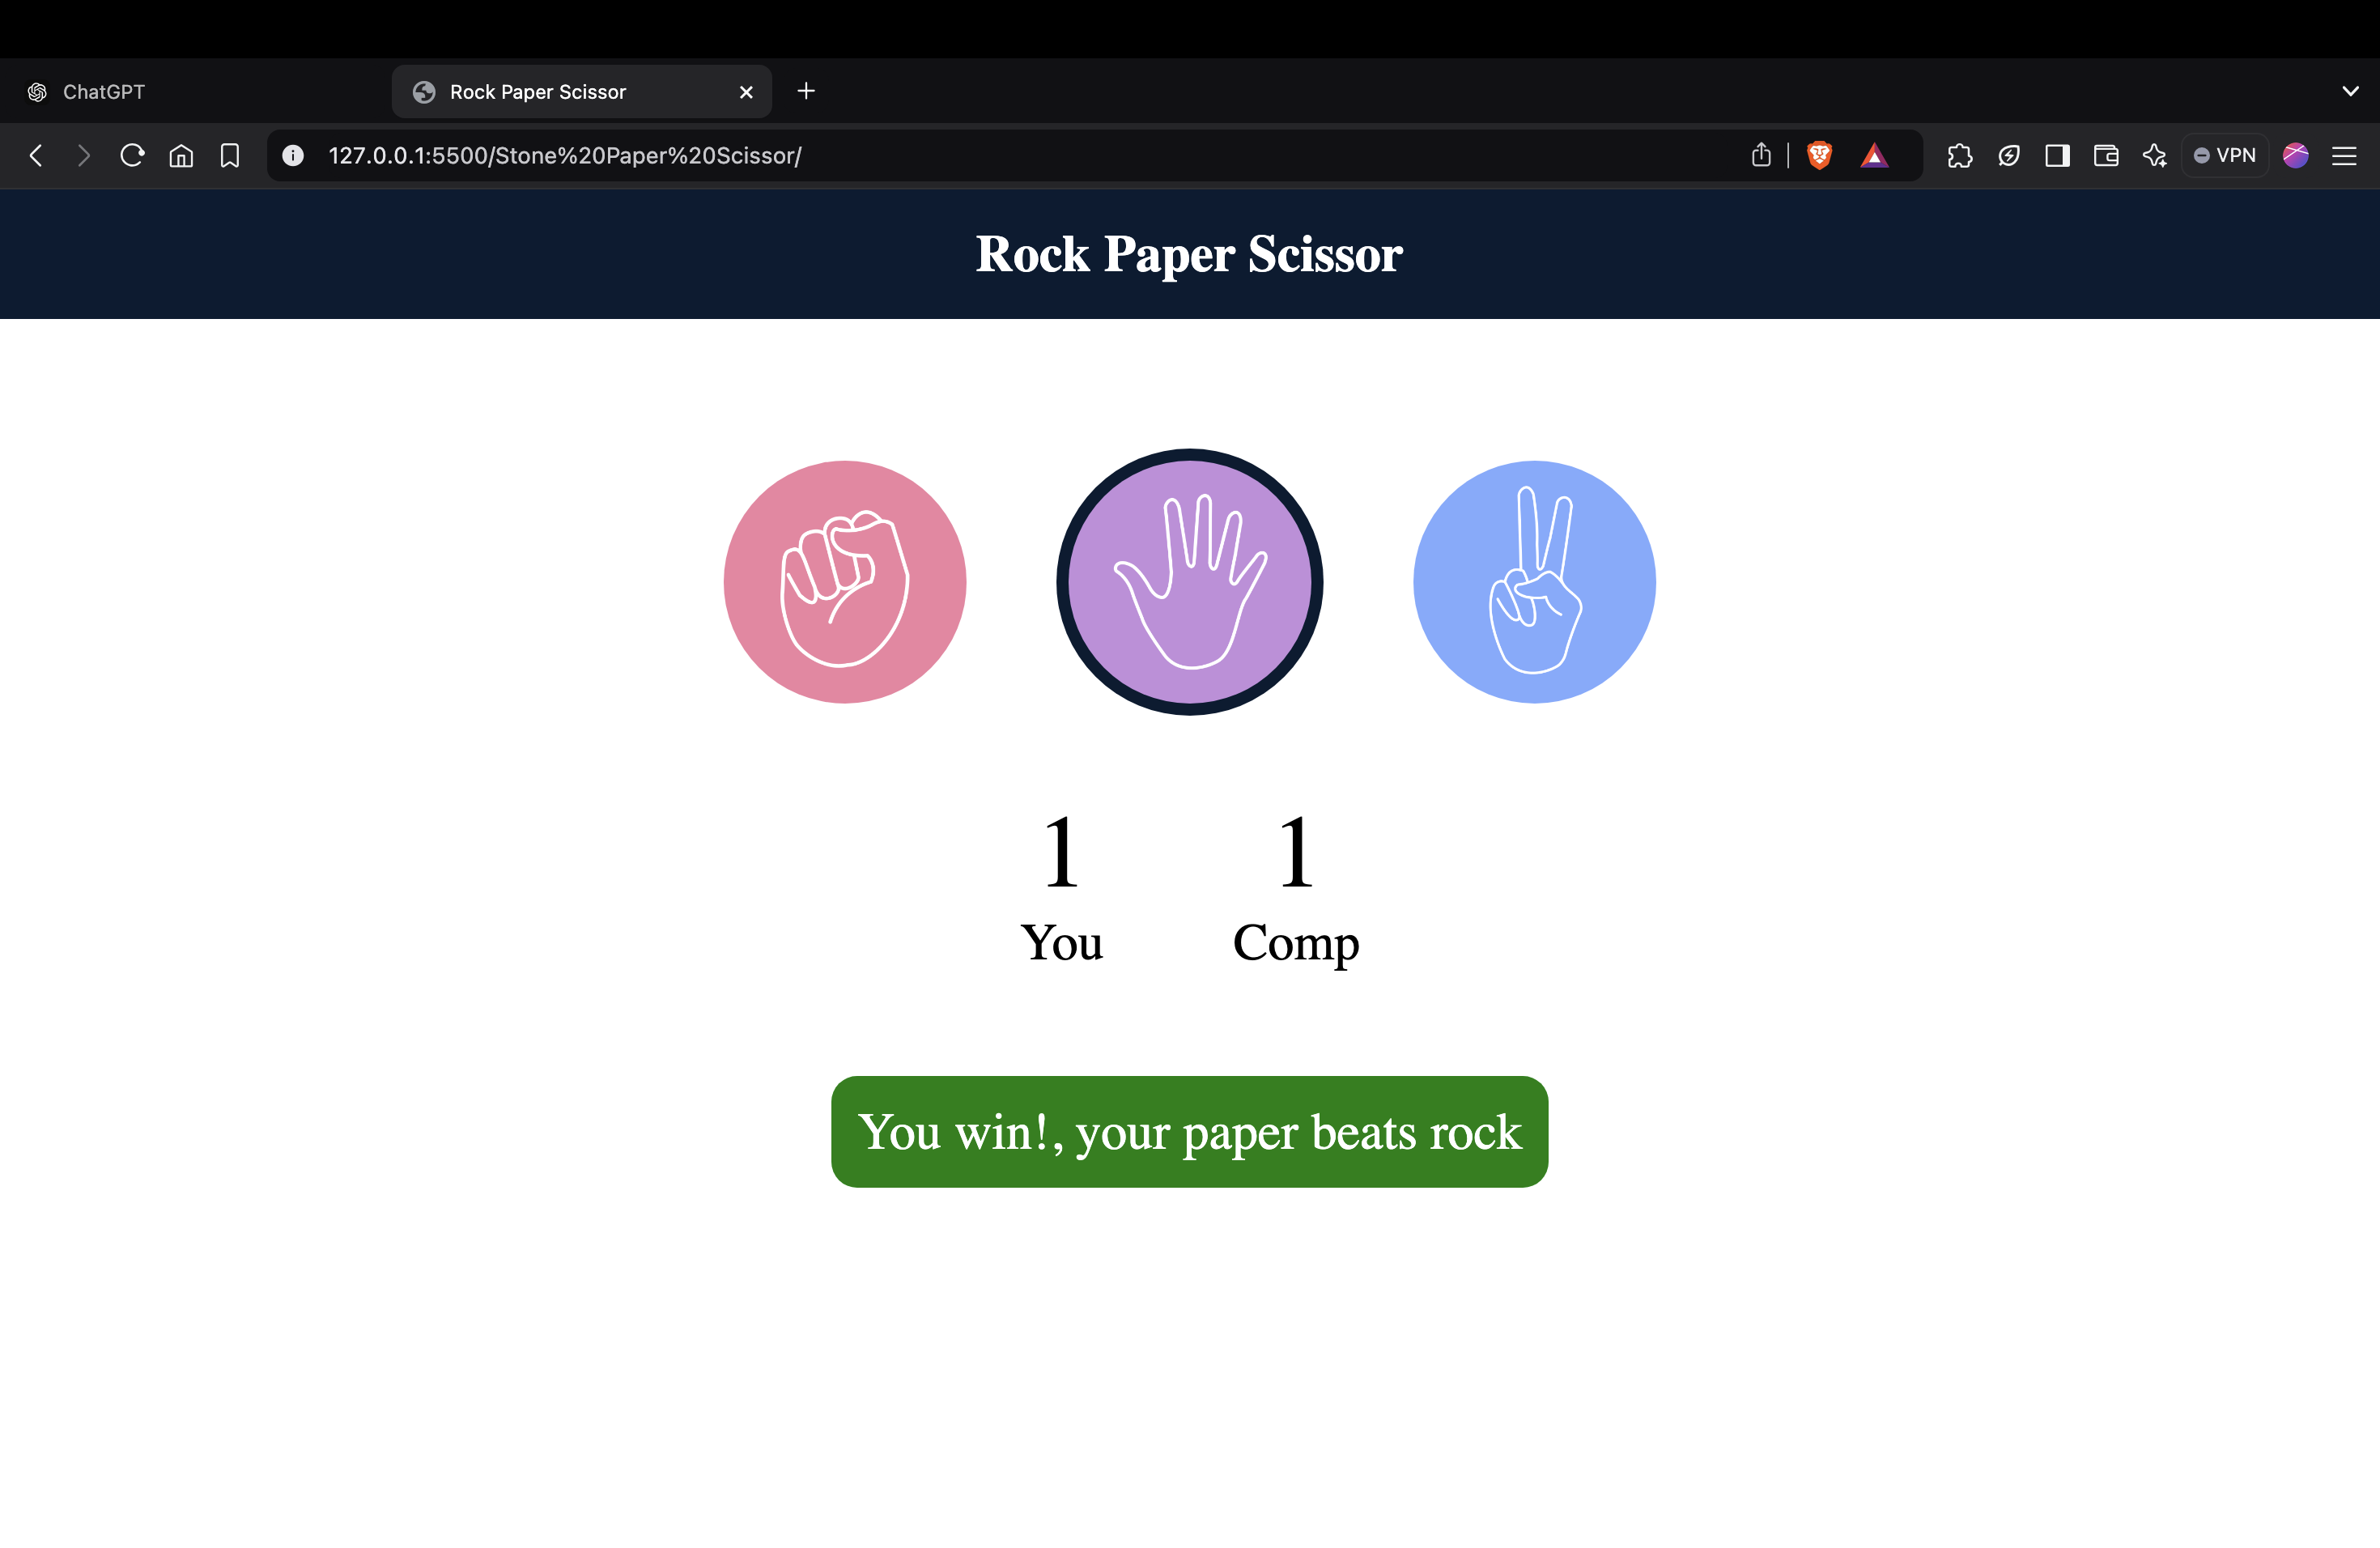 ChatGPT
Rock Paper Scissor
127.0.0.1:5500/Stone%20Paper%20Scissor/
VPN
Rock Paper Scissor
1 1
You Comp
You win!, your paper beats rock